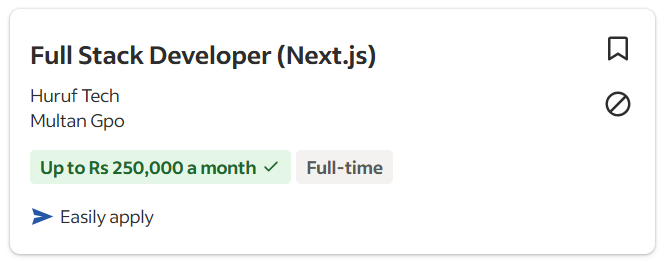 Full Stack Developer (Next.js)
Huruf Tech
Multan Gpo
Up to Rs 250,000 a month
Full-time
Easily apply